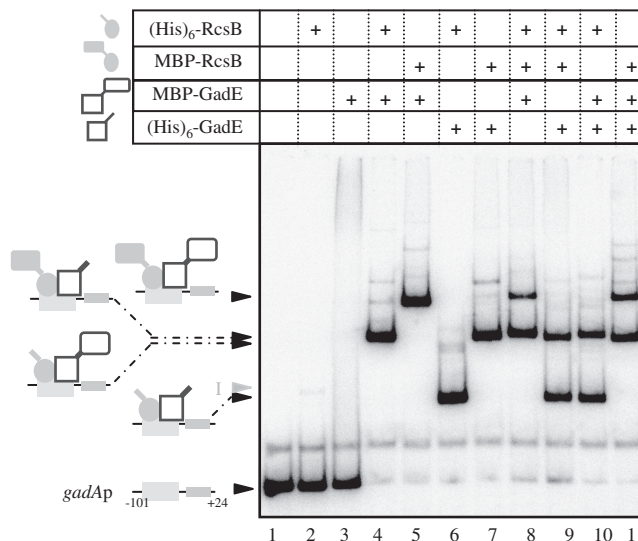 (His)6-RcsB + + + + + +
MBP-RcsB + + + + +
MBP-GadE + + + + + +
(His)6-GadE + + + + +
I
gadAp
-101 +24
1 2 3 4 5 6 7 8 9 10 1